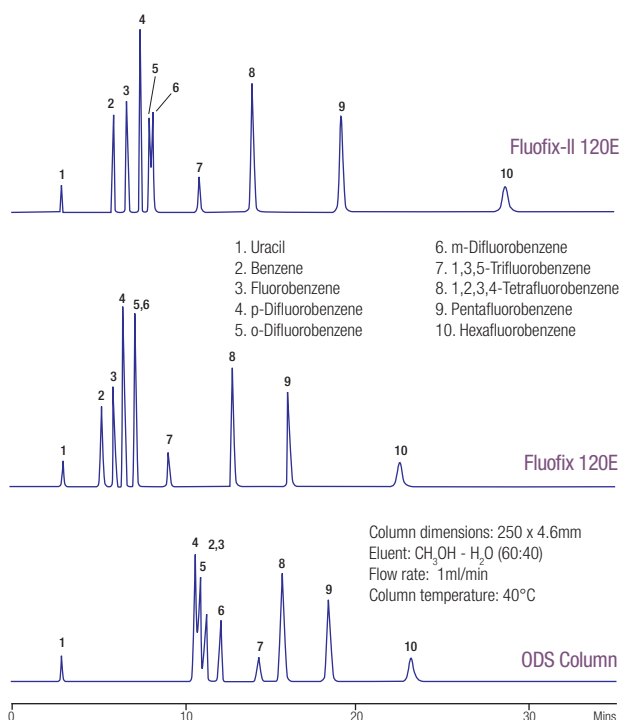 4
5
6
2
3
8
9
7
1
10
Fluofix-II 120E
1. Uracil
2. Benzene
3. Fluorobenzene
4. p-Difluorobenzene
5. o-Difluorobenzene
6. m-Difluorobenzene
7. 1,3,5-Trifluorobenzene
8. 1,2,3,4-Tetrafluorobenzene
9. Pentafluorobenzene
10. Hexafluorobenzene
4
5,6
3
2
8
9
7
1
10
Fluofix 120E
Column dimensions: 250 x 4.6mm
Eluent: CH3OH - H2O (60:40)
Flow rate: 1ml/min
Column temperature: 40°C
4
2,3
5
8
6
9
7
1
10
ODS Column
0
10
20
30
Mins